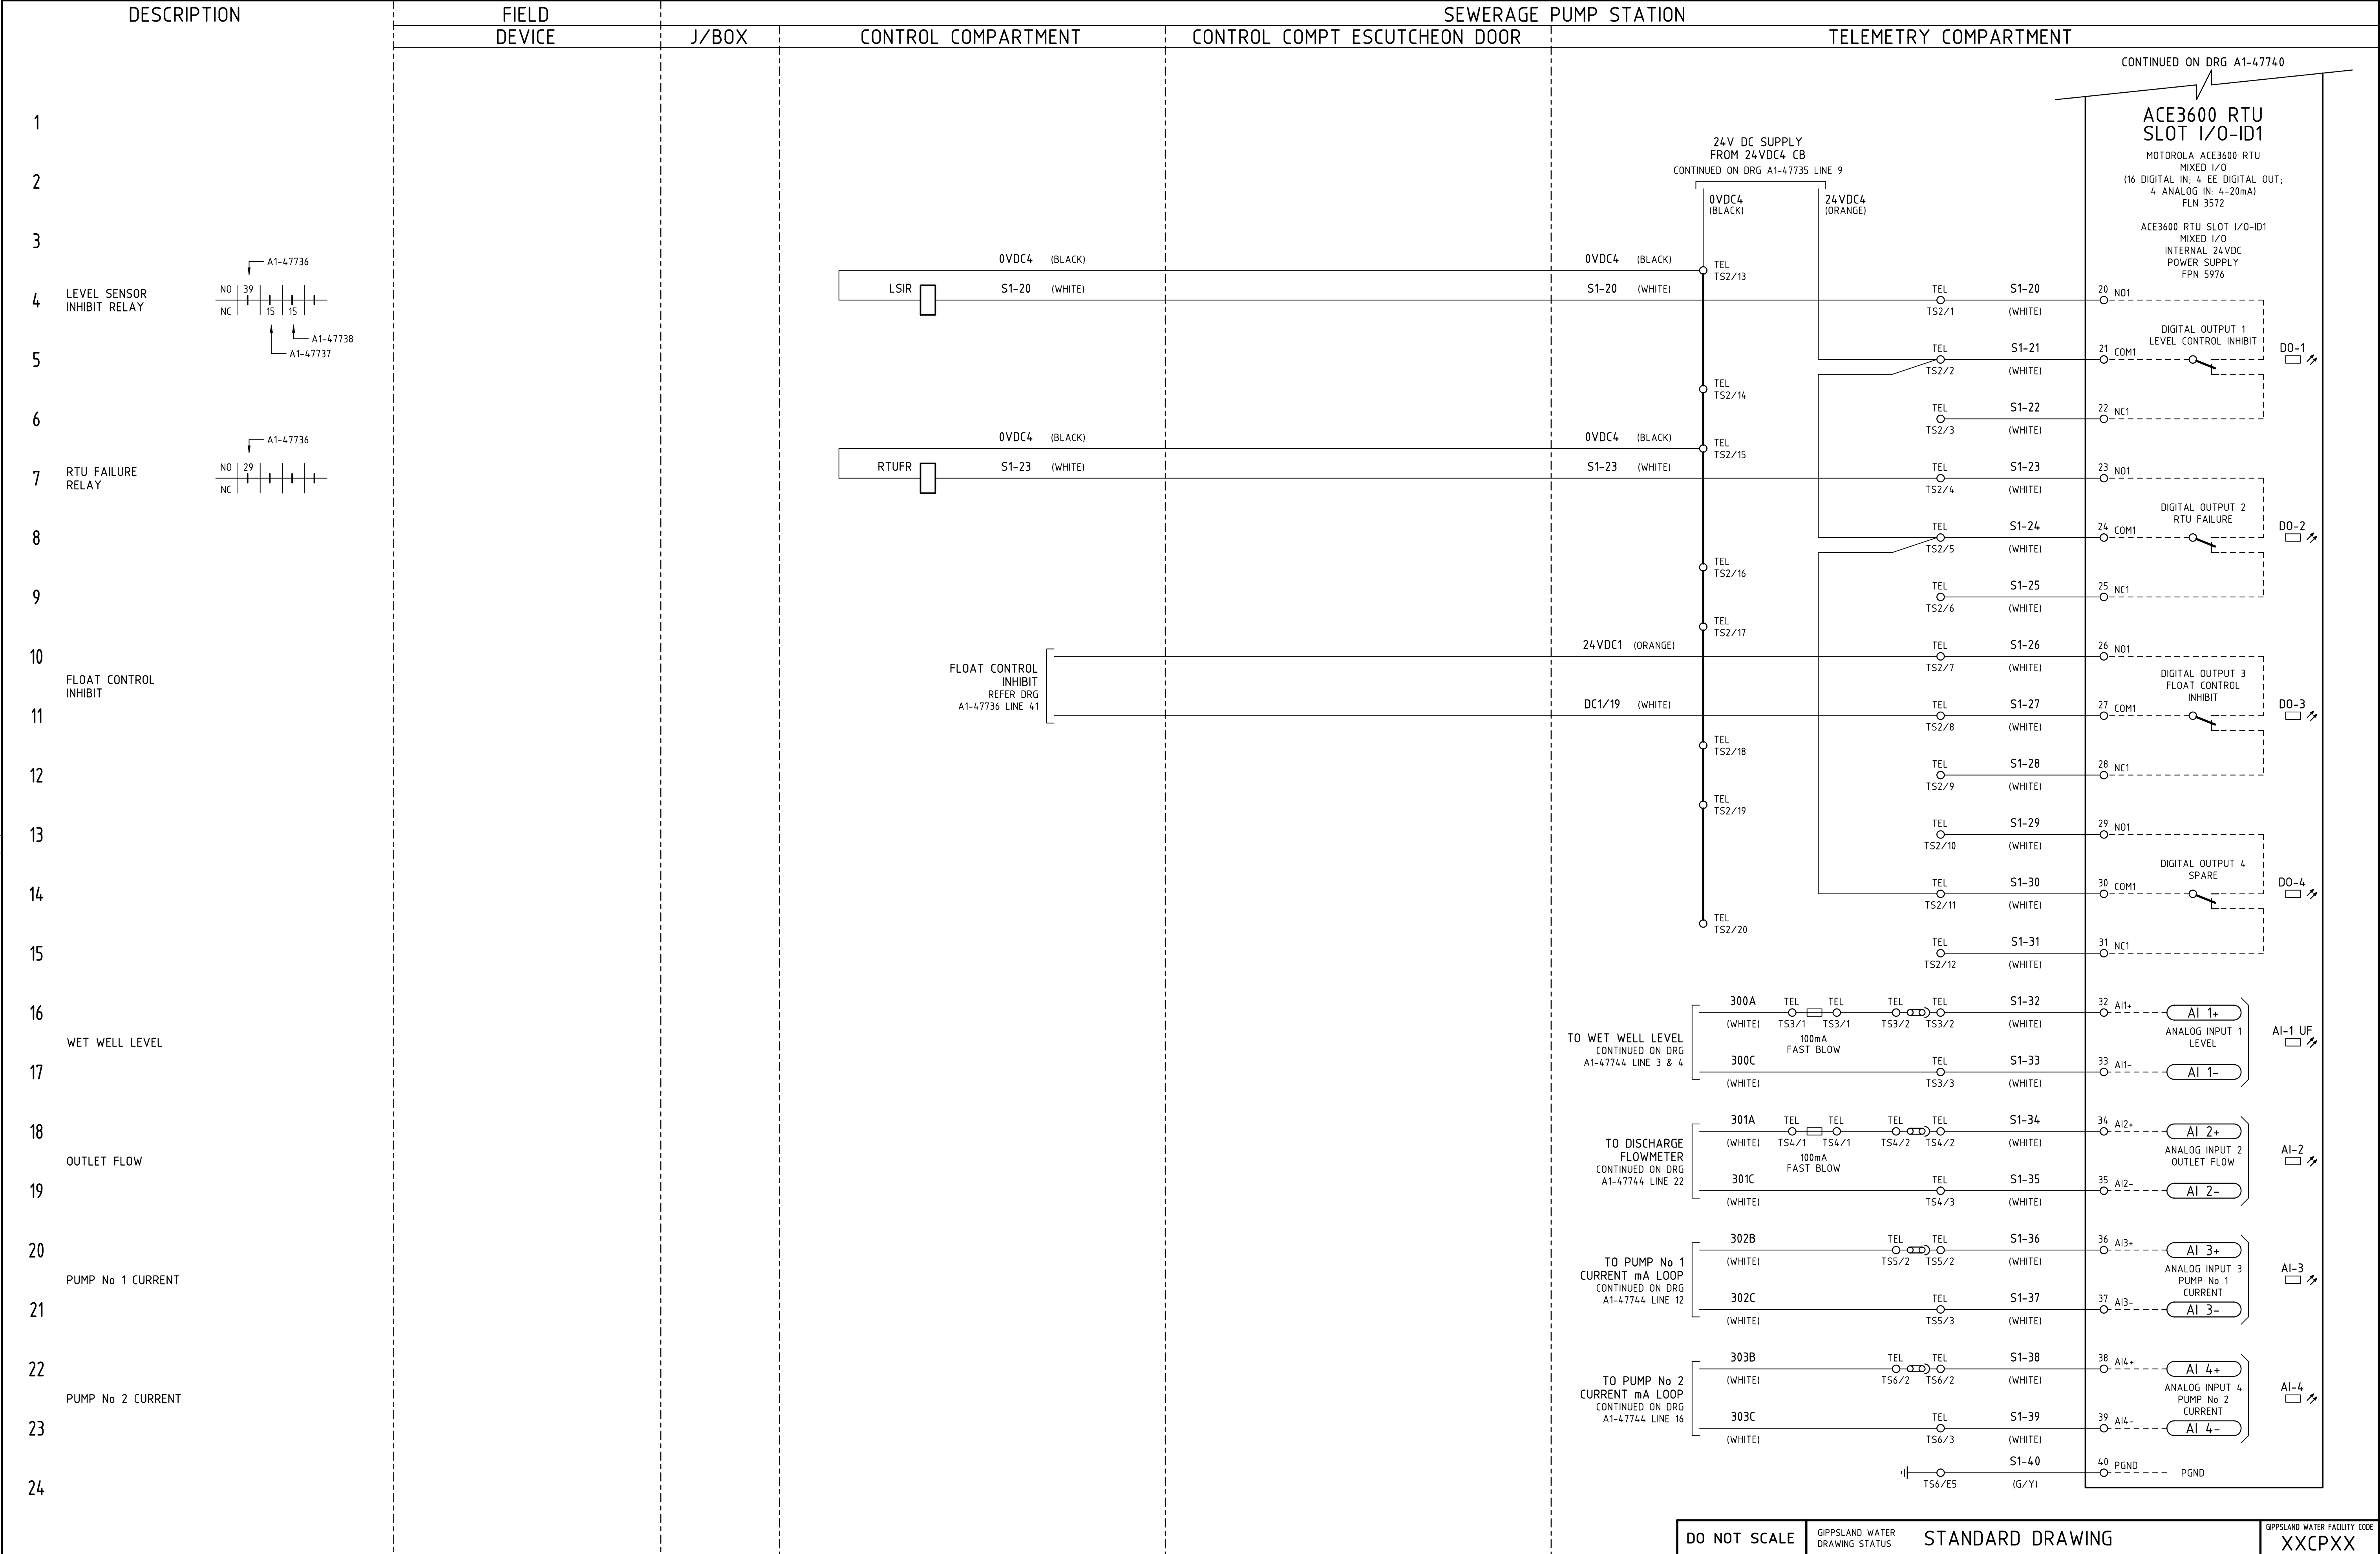 DESCRIPTION
FIELD
SEWERAGE PUMP STATION
DEVICE
J/BOX
CONTROL COMPARTMENT
CONTROL COMPT ESCUTCHEON DOOR
TELEMETRY COMPARTMENT
CONTINUED ON DRG A1-47740
1
ACE3600 RTU
SLOT I/O-ID1
24V DC SUPPLY
FROM 24VDC4 CB
CONTINUED ON DRG A1-47735 LINE 9
MOTOROLA ACE3600 RTU
MIXED I/O
(16 DIGITAL IN; 4 EE DIGITAL OUT;
4 ANALOG IN: 4-20mA)
FLN 3572
2
0VDC4
(BLACK)
24VDC4
(ORANGE)
ACE3600 RTU SLOT I/O-ID1
MIXED I/O
INTERNAL 24VDC
POWER SUPPLY
FPN 5976
3
A1-47736
0VDC4 (BLACK)
0VDC4 (BLACK)
TEL
TS2/13
4
LEVEL SENSOR
INHIBIT RELAY
NO 39
NC 15 15
A1-47738
A1-47737
LSIR
S1-20 (WHITE)
S1-20 (WHITE)
TEL
TS2/1
S1-20
(WHITE)
20 NO1
DIGITAL OUTPUT 1
LEVEL CONTROL INHIBIT
5
TEL
TS2/2
S1-21
(WHITE)
21 COM1
DO-1
TEL
TS2/14
6
TEL
TS2/3
S1-22
(WHITE)
22 NC1
A1-47736
0VDC4 (BLACK)
0VDC4 (BLACK)
TEL
TS2/15
7
RTU FAILURE
RELAY
NO 29
NC
RTUFR
S1-23 (WHITE)
S1-23 (WHITE)
TEL
TS2/4
S1-23
(WHITE)
23 NO1
DIGITAL OUTPUT 2
RTU FAILURE
8
TEL
TS2/5
S1-24
(WHITE)
24 COM1
DO-2
TEL
TS2/16
9
TEL
TS2/6
S1-25
(WHITE)
25 NC1
TEL
TS2/17
10
FLOAT CONTROL
INHIBIT
FLOAT CONTROL
INHIBIT
REFER DRG
A1-47736 LINE 41
24VDC1 (ORANGE)
TEL
TS2/7
S1-26
(WHITE)
26 NO1
DIGITAL OUTPUT 3
FLOAT CONTROL
INHIBIT
11
DC1/19 (WHITE)
TEL
TS2/8
S1-27
(WHITE)
27 COM1
DO-3
TEL
TS2/18
12
TEL
TS2/9
S1-28
(WHITE)
28 NC1
TEL
TS2/19
13
TEL
TS2/10
S1-29
(WHITE)
29 NO1
DIGITAL OUTPUT 4
SPARE
14
TEL
TS2/11
S1-30
(WHITE)
30 COM1
DO-4
TEL
TS2/20
15
TEL
TS2/12
S1-31
(WHITE)
31 NC1
16
WET WELL LEVEL
TO WET WELL LEVEL
CONTINUED ON DRG
A1-47744 LINE 3 & 4
300A
(WHITE)
TEL TEL TEL TEL
TS3/1 TS3/1 TS3/2 TS3/2
100mA
FAST BLOW
S1-32
(WHITE)
32 AI1+
AI 1+
ANALOG INPUT 1
LEVEL
AI-1 UF
17
300C
(WHITE)
TEL
TS3/3
S1-33
(WHITE)
33 AI1-
AI 1-
18
OUTLET FLOW
TO DISCHARGE
FLOWMETER
CONTINUED ON DRG
A1-47744 LINE 22
301A
(WHITE)
TEL TEL TEL TEL
TS4/1 TS4/1 TS4/2 TS4/2
100mA
FAST BLOW
S1-34
(WHITE)
34 AI2+
AI 2+
ANALOG INPUT 2
OUTLET FLOW
AI-2
19
301C
(WHITE)
TEL
TS4/3
S1-35
(WHITE)
35 AI2-
AI 2-
20
PUMP No 1 CURRENT
TO PUMP No 1
CURRENT mA LOOP
CONTINUED ON DRG
A1-47744 LINE 12
302B
(WHITE)
TEL TEL
TS5/2 TS5/2
S1-36
(WHITE)
36 AI3+
AI 3+
ANALOG INPUT 3
PUMP No 1
CURRENT
AI-3
21
302C
(WHITE)
TEL
TS5/3
S1-37
(WHITE)
37 AI3-
AI 3-
22
PUMP No 2 CURRENT
TO PUMP No 2
CURRENT mA LOOP
CONTINUED ON DRG
A1-47744 LINE 16
303B
(WHITE)
TEL TEL
TS6/2 TS6/2
S1-38
(WHITE)
38 AI4+
AI 4+
ANALOG INPUT 4
PUMP No 2
CURRENT
AI-4
23
303C
(WHITE)
TEL
TS6/3
S1-39
(WHITE)
39 AI4-
AI 4-
24
TS6/E5
S1-40
(G/Y)
40 PGND
PGND
DO NOT SCALE
GIPPSLAND WATER
DRAWING STATUS
STANDARD DRAWING
GIPPSLAND WATER FACILITY CODE
XXCPXX